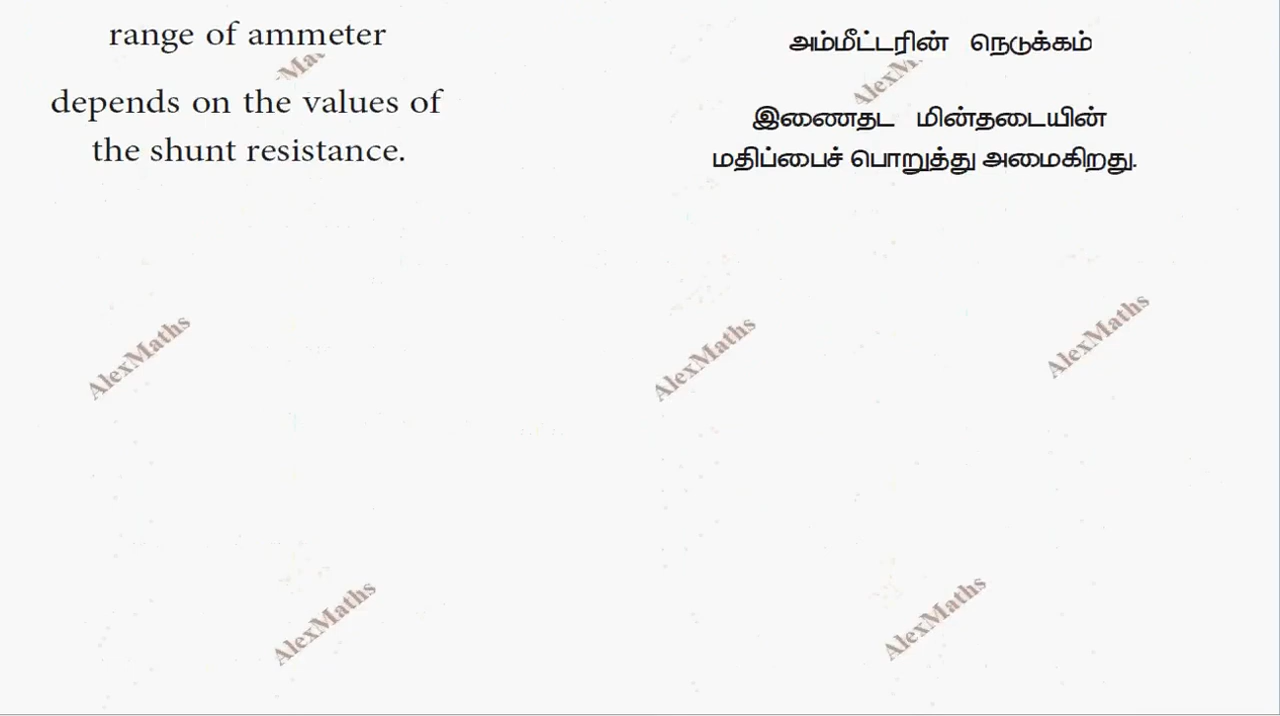 range of ammeter
depends on the values of
the shunt resistance.
அம்மீட்டரின் நெடுக்கம்
இணைதட மின்தடையின்
மதிப்பைச் பொறுத்து அமைகிறது.
AlexMaths
AlexMaths
AlexMaths
AlexMaths
AlexMaths